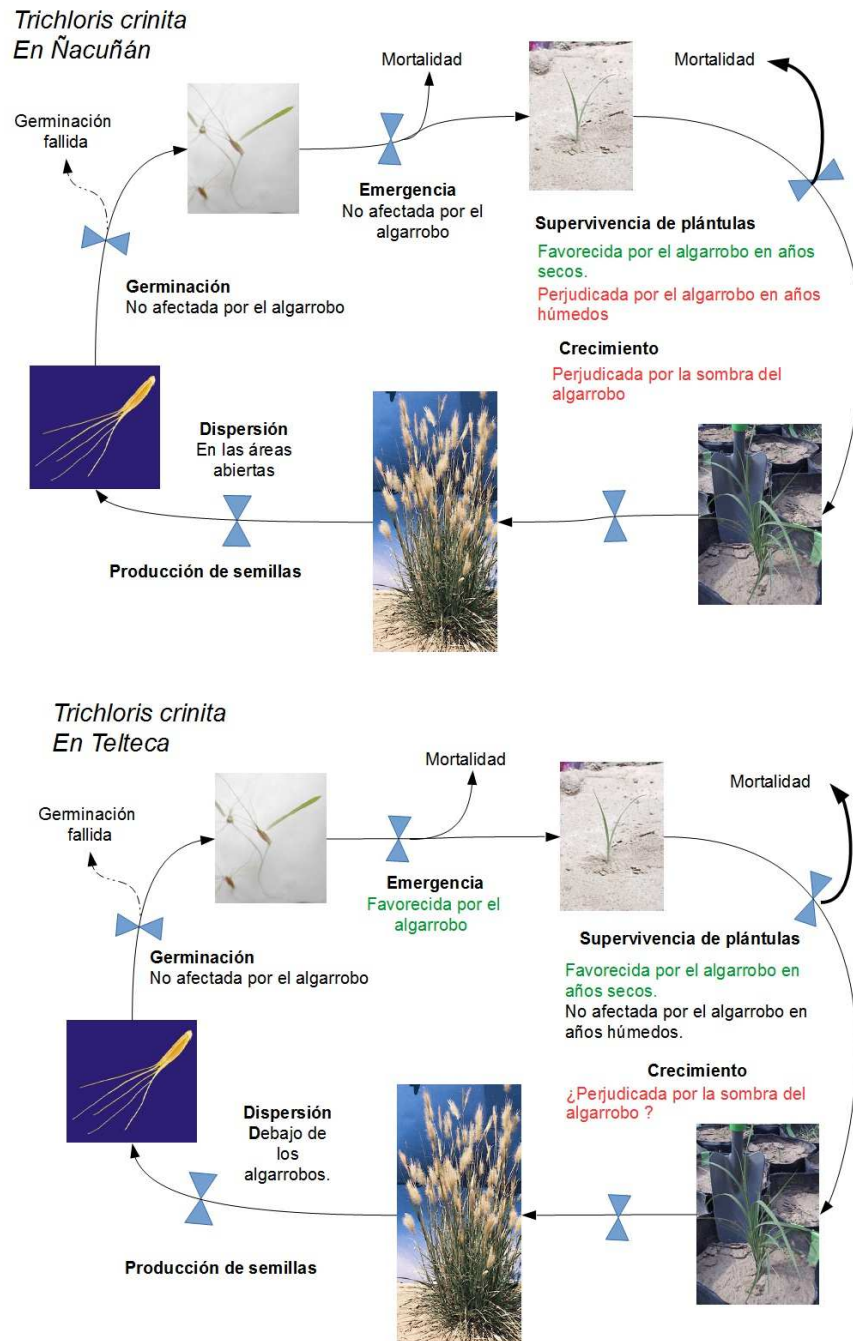 Trichloris crinita
En Ñacuñán
Mortalidad
Mortalidad
Germinación
fallida
Emergencia
No afectada por el
algarrobo
Supervivencia de plántulas
Favorecida por el algarrobo en años
secos.
Perjudicada por el algarrobo en años
húmedos
Germinación
No afectada por el algarrobo
Crecimiento
Perjudicada por la sombra del
algarrobo
Dispersión
En las áreas
abiertas
Producción de semillas
Trichloris crinita
En Telteca
Mortalidad
Mortalidad
Germinación
fallida
Emergencia
Favorecida por el
algarrobo
Supervivencia de plántulas
Favorecida por el algarrobo en
años secos.
No afectada por el algarrobo en
años húmedos.
Germinación
No afectada por el algarrobo
Crecimiento
¿Perjudicada por la sombra del
algarrobo ?
Dispersión
Debajo de
los
algarrobos.
Producción de semillas